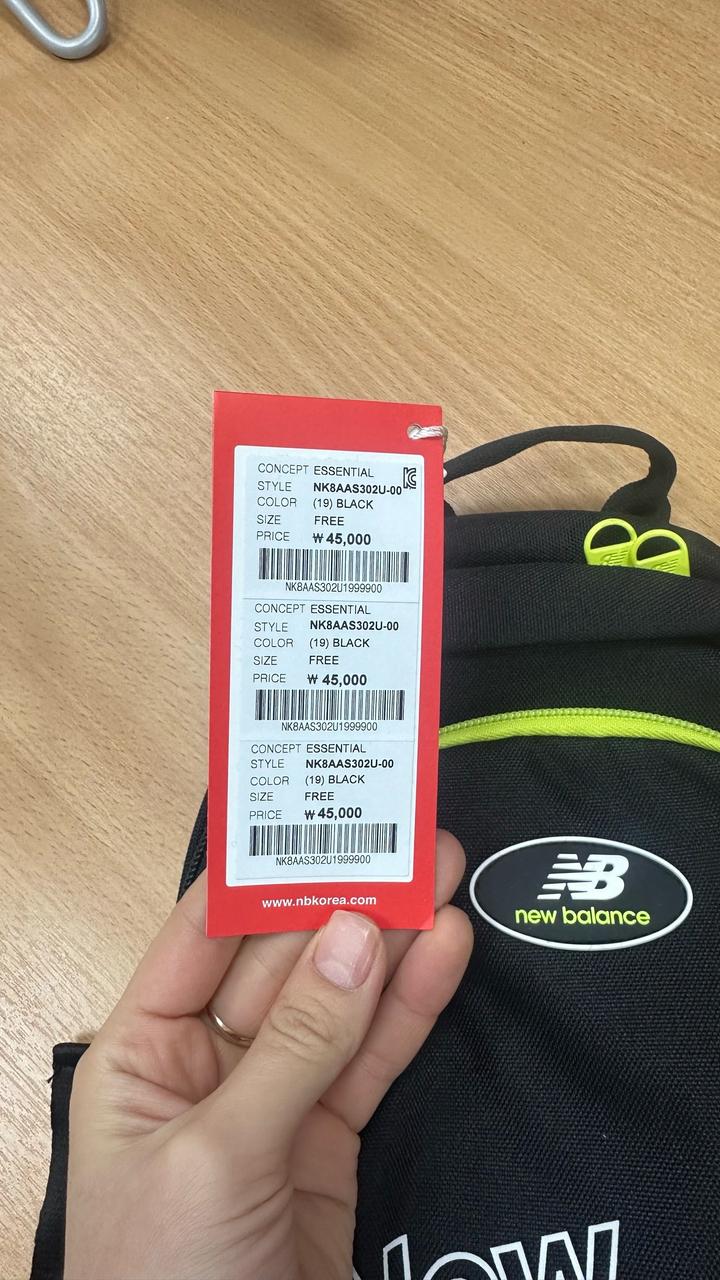 CONCEPT ESSENTIAL
STYLE NK8AAS302U-00
COLOR (19) BLACK
SIZE FREE
PRICE ₩ 45,000
NK8AAS302U1999900
CONCEPT ESSENTIAL
STYLE NK8AAS302U-00
COLOR (19) BLACK
SIZE FREE
PRICE ₩ 45,000
NK8AAS302U1999900
CONCEPT ESSENTIAL
STYLE NK8AAS302U-00
COLOR (19) BLACK
SIZE FREE
PRICE ₩ 45,000
NK8AAS302U1999900
www.nbkorea.com
NB
new balance
New